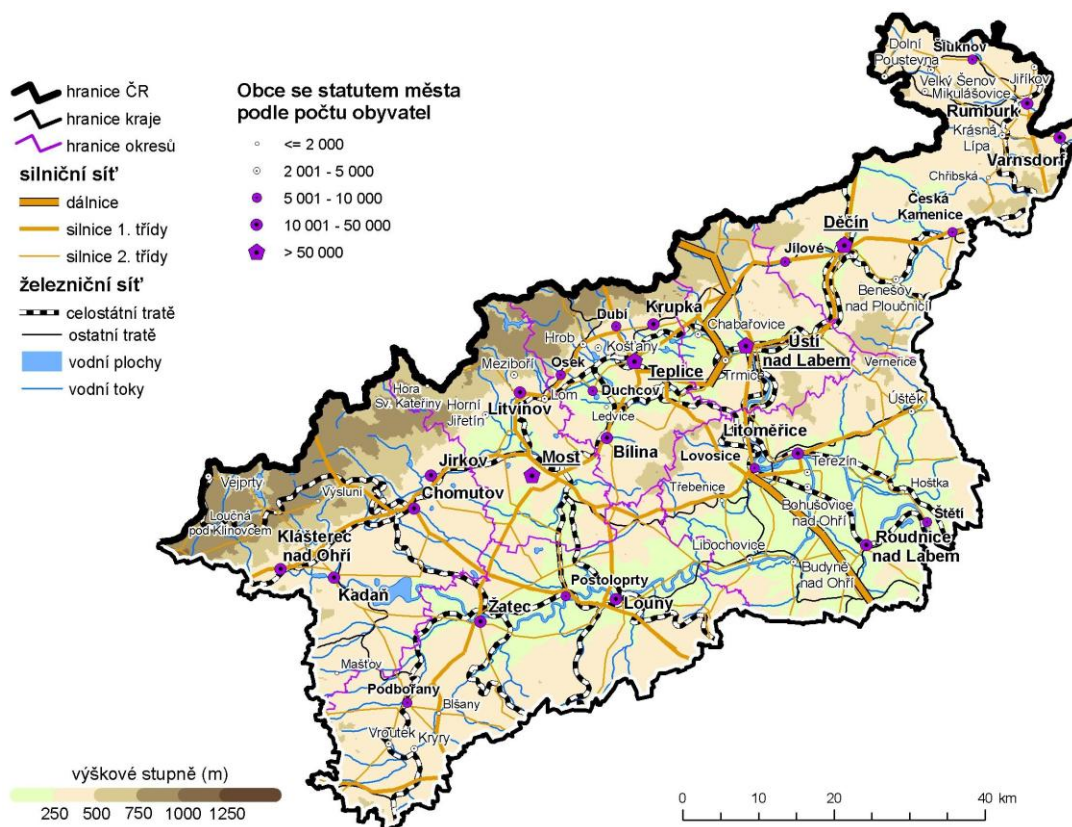 hranice ČR
hranice kraje
hranice okresů
silniční síť
dálnice
silnice 1. třídy
silnice 2. třídy
železniční síť
celostátní tratě
ostatní tratě
vodní plochy
vodní toky
Obce se statutem města
podle počtu obyvatel
<= 2 000
2 001 - 5 000
5 001 - 10 000
10 001 - 50 000
> 50 000
Dolní
Poustevna
Šluknov
Velký Šenov
Jiříkov
Mikulášovice
Rumburk
Krásná
Lípa
Varnsdorf
Chřibská
Česká
Kamenice
Děčín
Jílové
Benešov
nad Ploučnicí
Krupka
Dubí
Chabařovice
Hrob
Košťany
Ústí
nad Labem
Verneřice
Meziboří
Osek
Teplice
Trmice
Hora
Sv. Kateřiny
Lom
Duchcov
Horní
Jiřetín
Litvínov
Ledvice
Úštěk
Litoměřice
Bílina
Most
Lovosice
Terezín
Jirkov
Hoštka
Vejprty
Výsluní
Chomutov
Třebenice
Bohušovice
nad Ohří
Štětí
Loučná
pod Klínovcem
Klášterec
nad Ohří
Roudnice
nad Labem
Libochovice
Budyně
nad Ohří
Kadaň
Postoloprty
Louny
Žatec
Mašťov
Podbořany
Blšany
Vroutek
Kryry
výškové stupně (m)
250 500 750 1000 1250
0 10 20 40 km